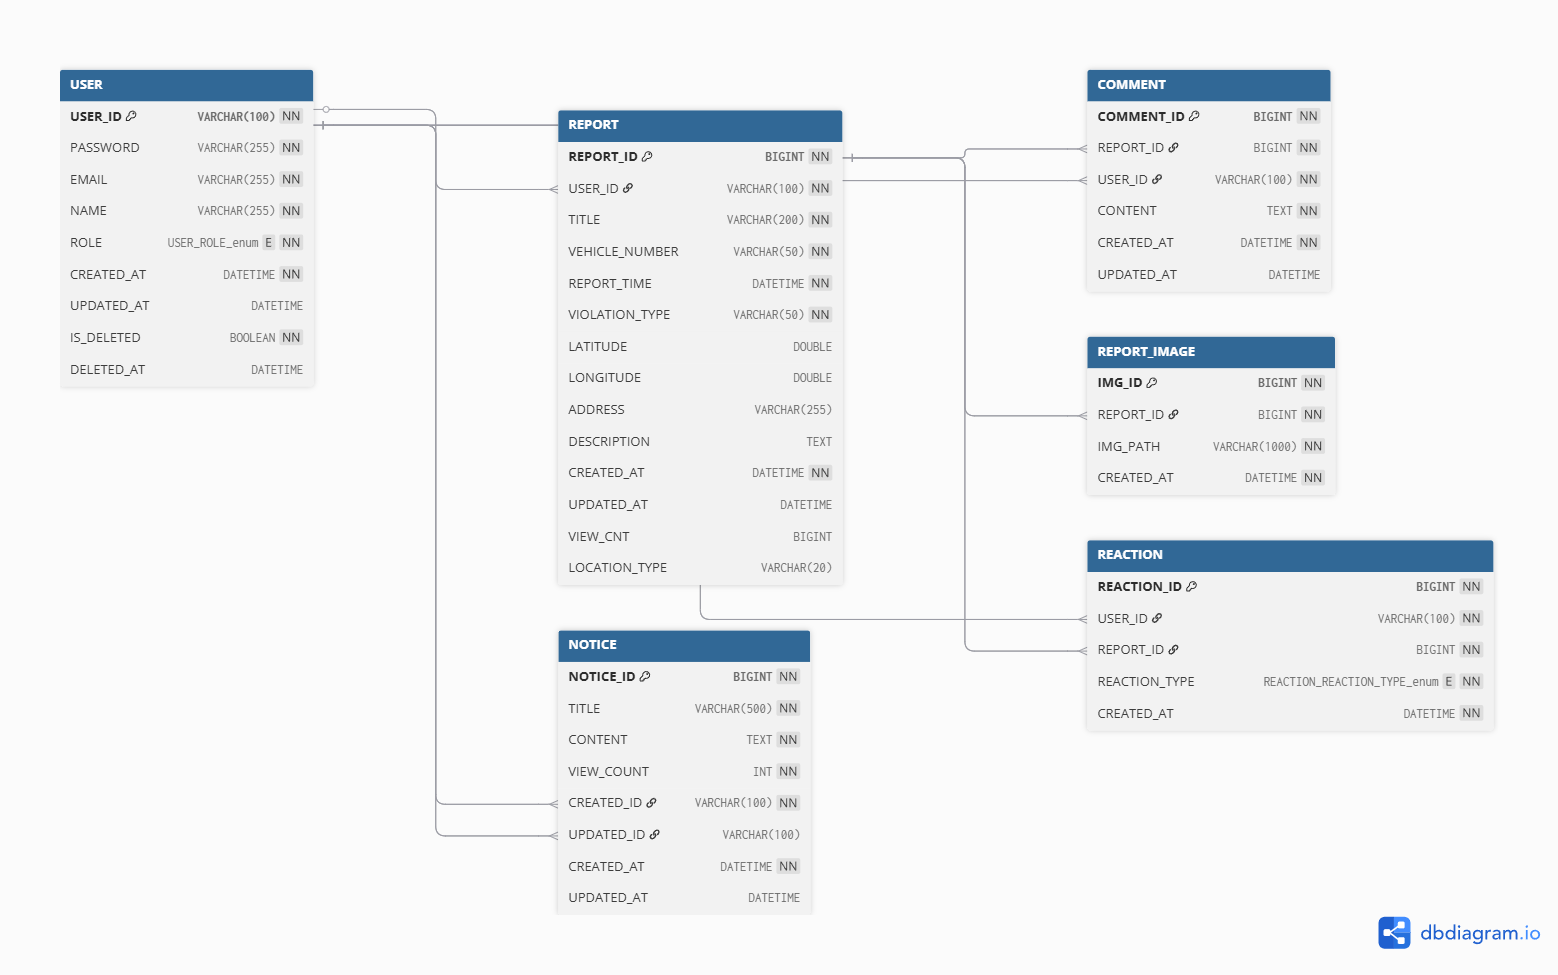 USER
USER_ID VARCHAR(100) NN
PASSWORD VARCHAR(255) NN
EMAIL VARCHAR(255) NN
NAME VARCHAR(255) NN
ROLE USER_ROLE_enum E NN
CREATED_AT DATETIME NN
UPDATED_AT DATETIME
IS_DELETED BOOLEAN NN
DELETED_AT DATETIME
REPORT
REPORT_ID BIGINT NN
USER_ID VARCHAR(100) NN
TITLE VARCHAR(200) NN
VEHICLE_NUMBER VARCHAR(50) NN
REPORT_TIME DATETIME NN
VIOLATION_TYPE VARCHAR(50) NN
LATITUDE DOUBLE
LONGITUDE DOUBLE
ADDRESS VARCHAR(255)
DESCRIPTION TEXT
CREATED_AT DATETIME NN
UPDATED_AT DATETIME
VIEW_CNT BIGINT
LOCATION_TYPE VARCHAR(20)
NOTICE
NOTICE_ID BIGINT NN
TITLE VARCHAR(500) NN
CONTENT TEXT NN
VIEW_COUNT INT NN
CREATED_ID VARCHAR(100) NN
UPDATED_ID VARCHAR(100)
CREATED_AT DATETIME NN
UPDATED_AT DATETIME
COMMENT
COMMENT_ID BIGINT NN
REPORT_ID BIGINT NN
USER_ID VARCHAR(100) NN
CONTENT TEXT NN
CREATED_AT DATETIME NN
UPDATED_AT DATETIME
REPORT_IMAGE
IMG_ID BIGINT NN
REPORT_ID BIGINT NN
IMG_PATH VARCHAR(1000) NN
CREATED_AT DATETIME NN
REACTION
REACTION_ID BIGINT NN
USER_ID VARCHAR(100) NN
REPORT_ID BIGINT NN
REACTION_TYPE REACTION_REACTION_TYPE_enum E NN
CREATED_AT DATETIME NN
dbdiagram.io